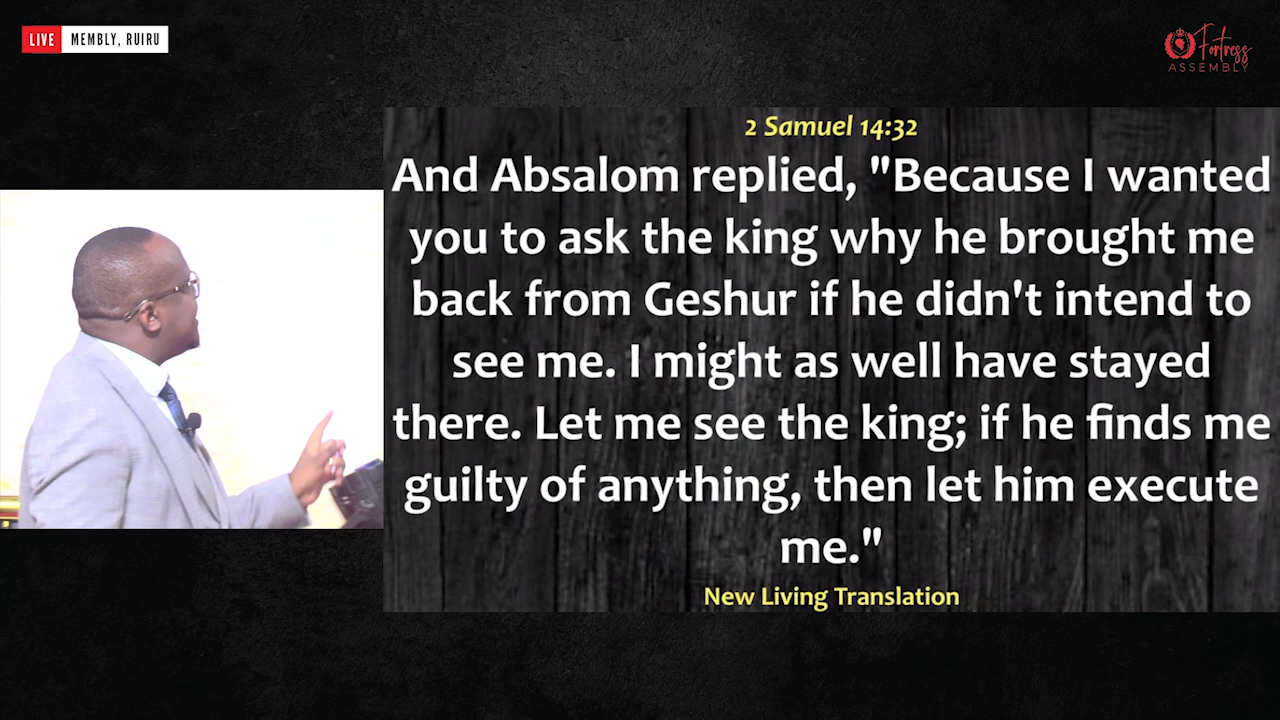 LIVE MEMBLY, RUIRU
Fortress
ASSEMBLY
2 Samuel 14:32
And Absalom replied, "Because I wanted
you to ask the king why he brought me
back from Geshur if he didn't intend to
see me. I might as well have stayed
there. Let me see the king; if he finds me
guilty of anything, then let him execute
me."
New Living Translation